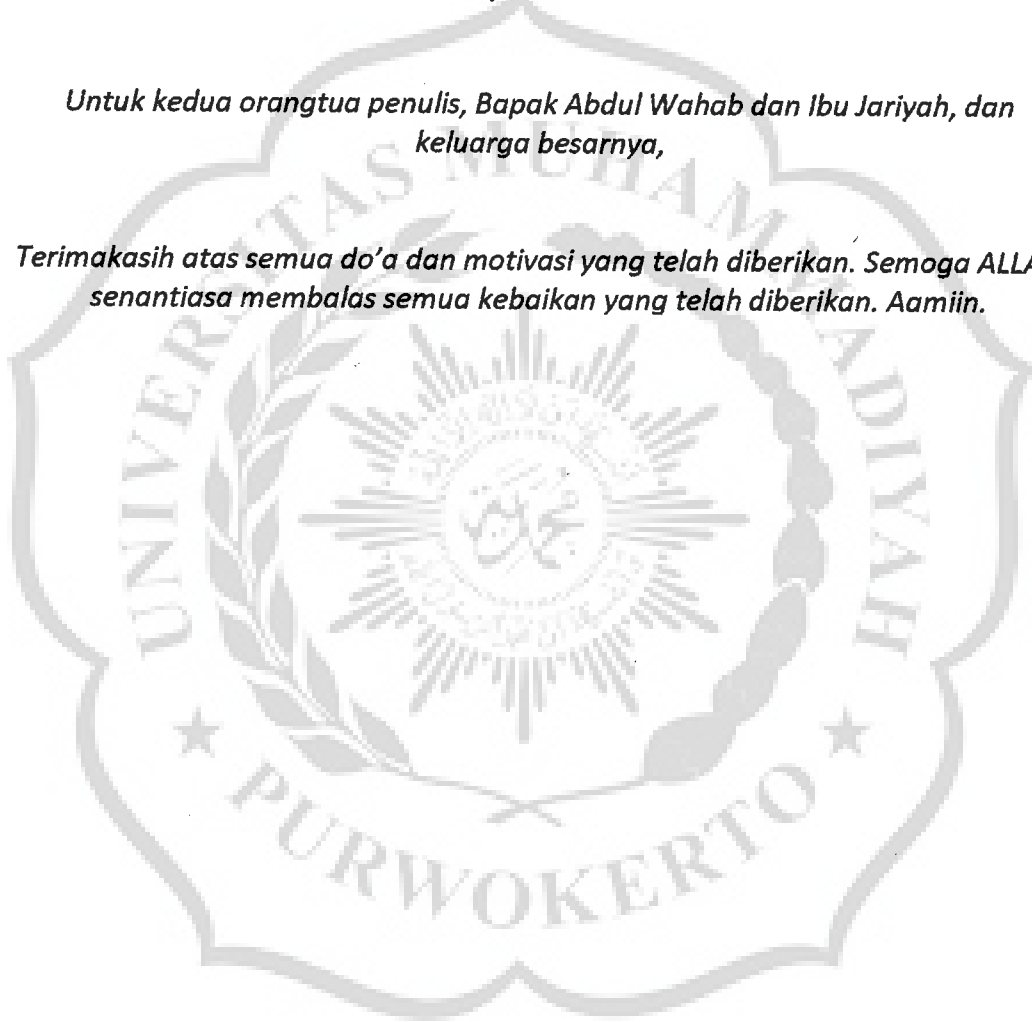 Untuk kedua orangtua penulis, Bapak Abdul Wahab dan Ibu Jariyah, dan
keluarga besarnya,
Terimakasih atas semua do'a dan motivasi yang telah diberikan. Semoga ALLA
senantiasa membalas semua kebaikan yang telah diberikan. Aamiin.
UNIVERSITAS MUHAMMADIYAH
★ PURWOKERTO ★